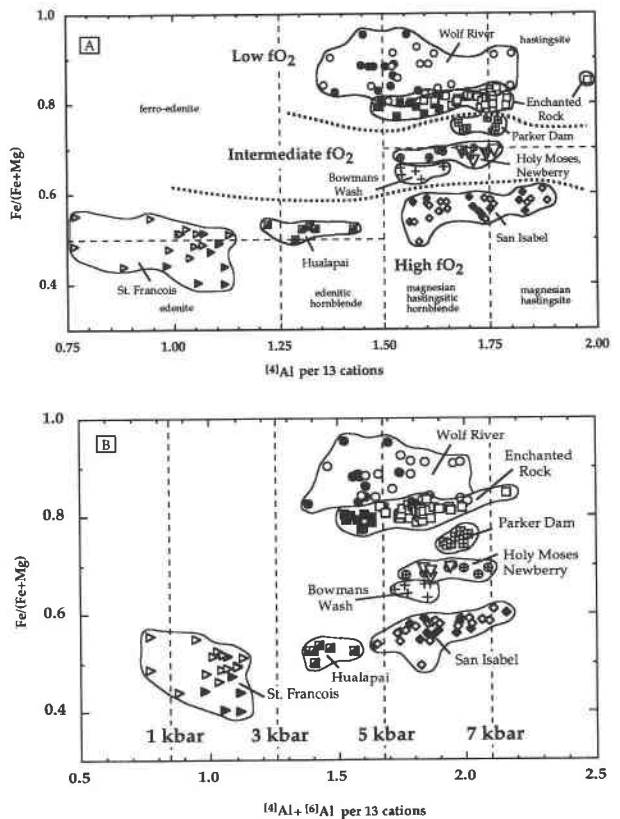 A
Low fO2
Wolf River
hastingsite
ferro-edenite
Enchanted
Rock
Parker Dam
Intermediate fO2
Bowmans
Wash
Holy Moses,
Newberry
San Isabel
Hualapai
High fO2
St. Francois
edenite
edenitic
hornblende
magnesian
hastingsitic
hornblende
magnesian
hastingsite
Fe/(Fe+Mg)
1.0
0.8
0.6
0.4
0.75
1.00
1.25
1.50
1.75
2.00
[4]Al per 13 cations
B
Wolf River
Enchanted
Rock
Parker Dam
Holy Moses
Newberry
Bowmans
Wash
San Isabel
Hualapai
St. Francois
1 kbar
3 kbar
5 kbar
7 kbar
Fe/(Fe+Mg)
1.0
0.8
0.6
0.4
0.5
1.0
1.5
2.0
2.5
[4]Al+ [6]Al per 13 cations